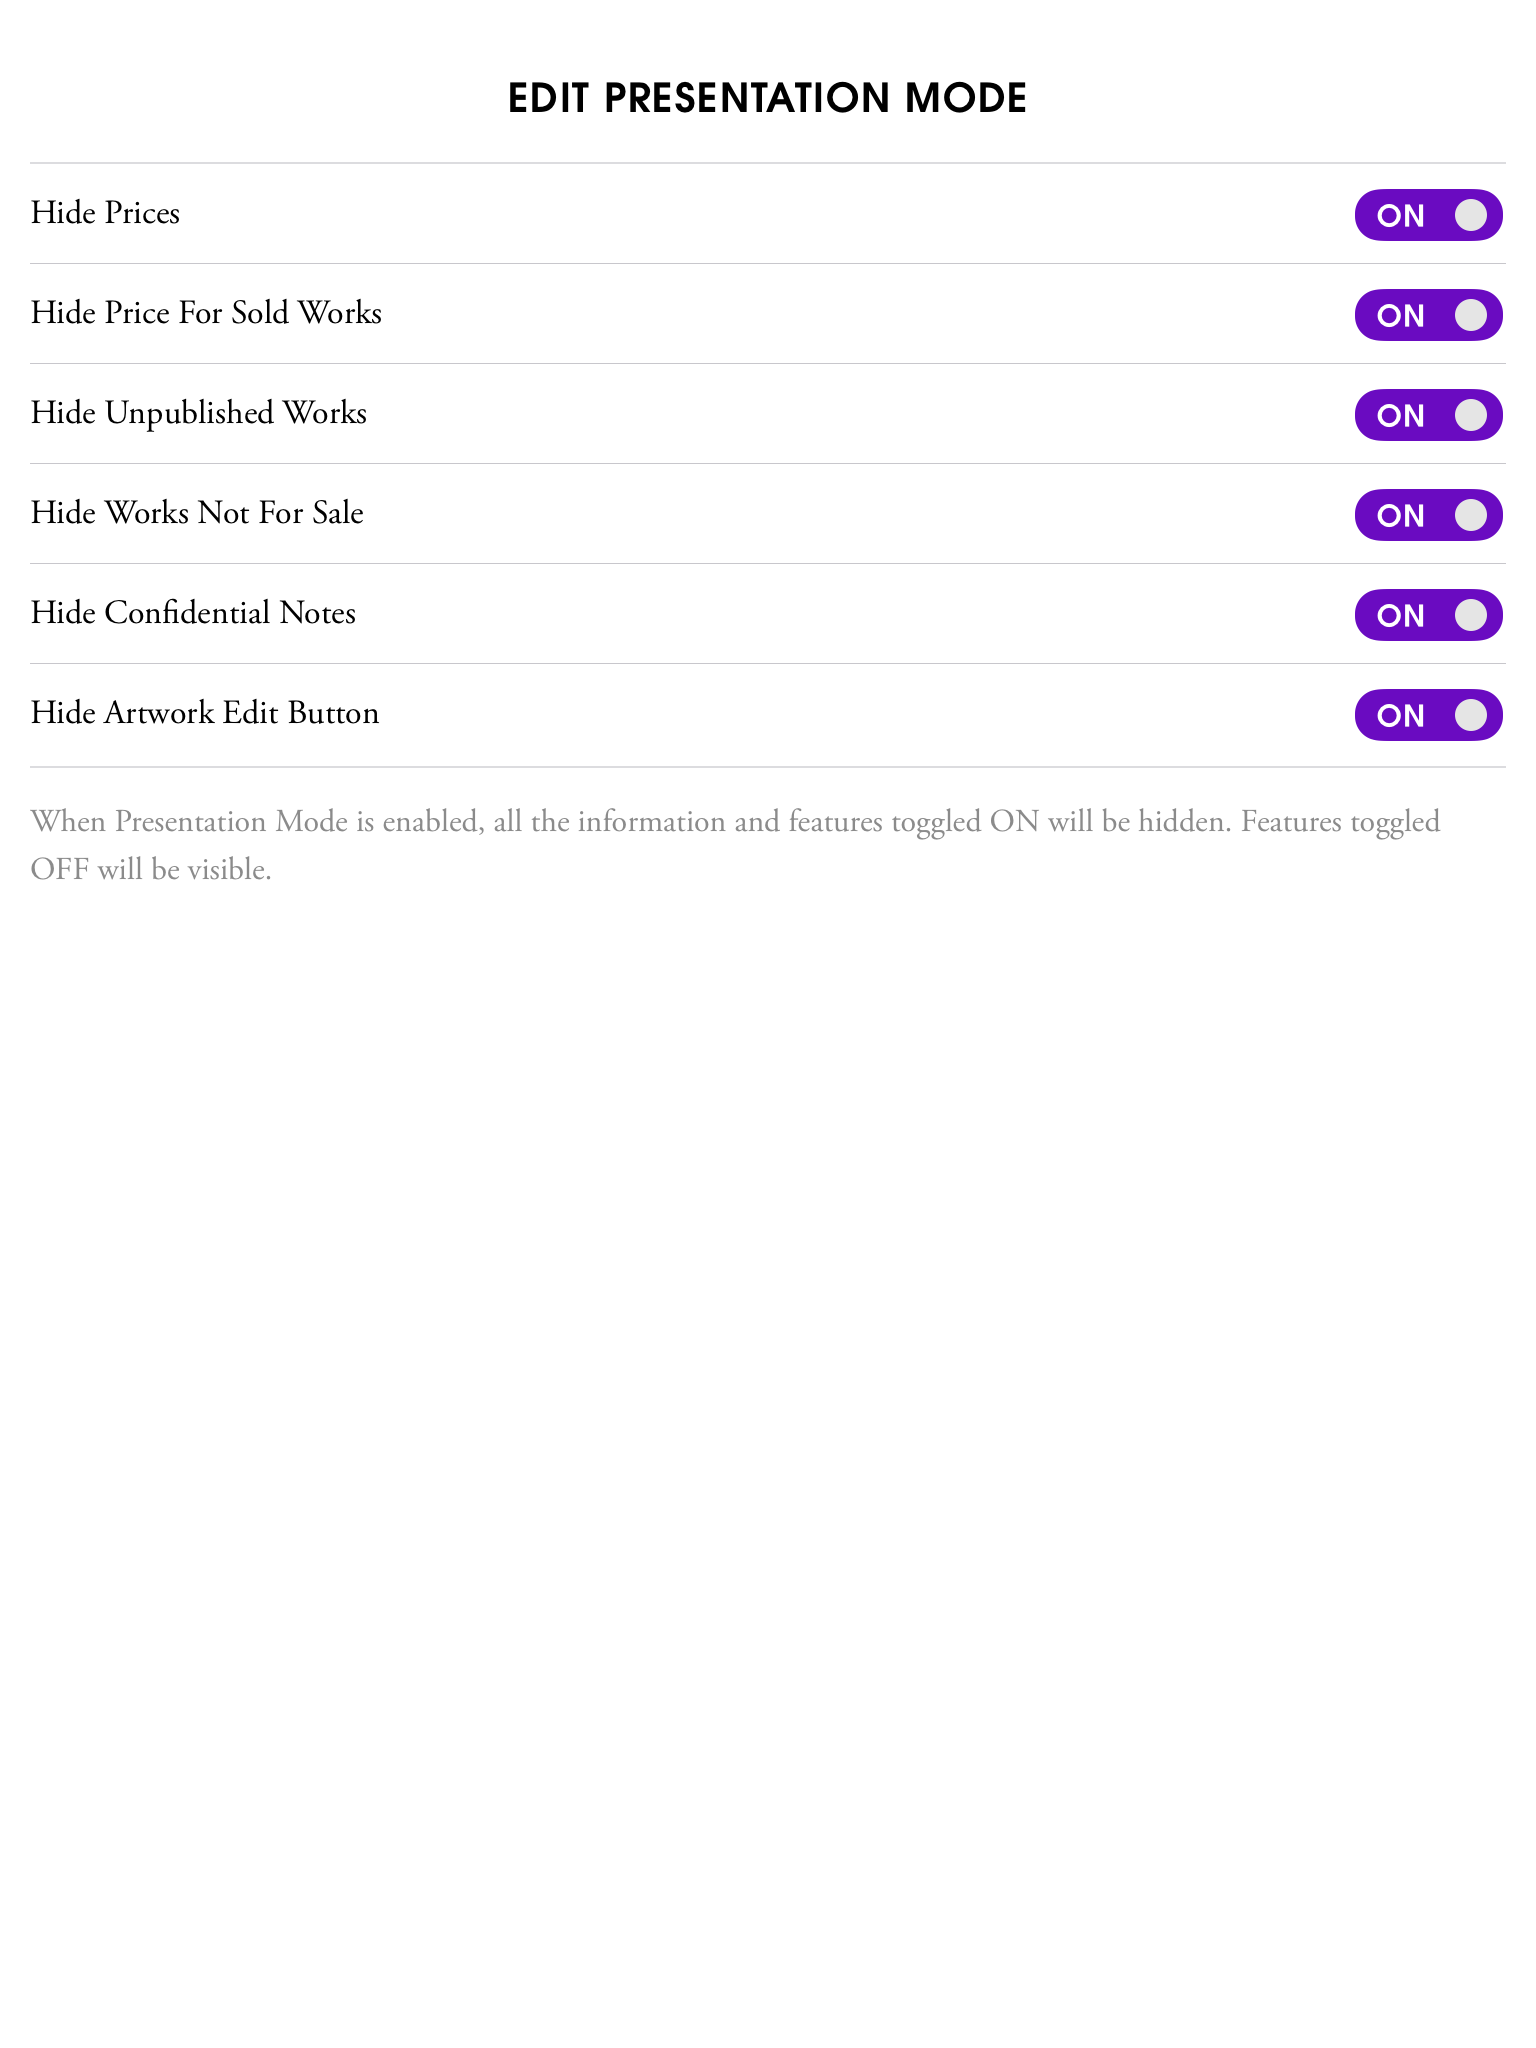 EDIT PRESENTATION MODE
Hide Prices
ON
Hide Price For Sold Works
ON
Hide Unpublished Works
ON
Hide Works Not For Sale
ON
Hide Confidential Notes
ON
Hide Artwork Edit Button
ON
When Presentation Mode is enabled, all the information and features toggled ON will be hidden. Features toggled
OFF will be visible.